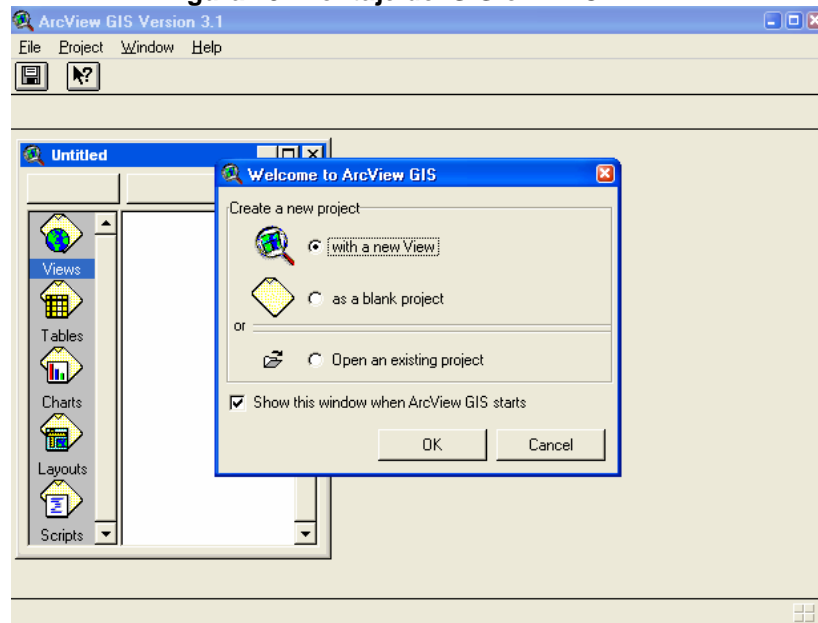 ArcView GIS Version 3.1
File Project Window Help
Untitled
Welcome to ArcView GIS
Create a new project
with a new View
as a blank project
or
Open an existing project
Show this window when ArcView GIS starts
OK Cancel
Views
Tables
Charts
Layouts
Scripts